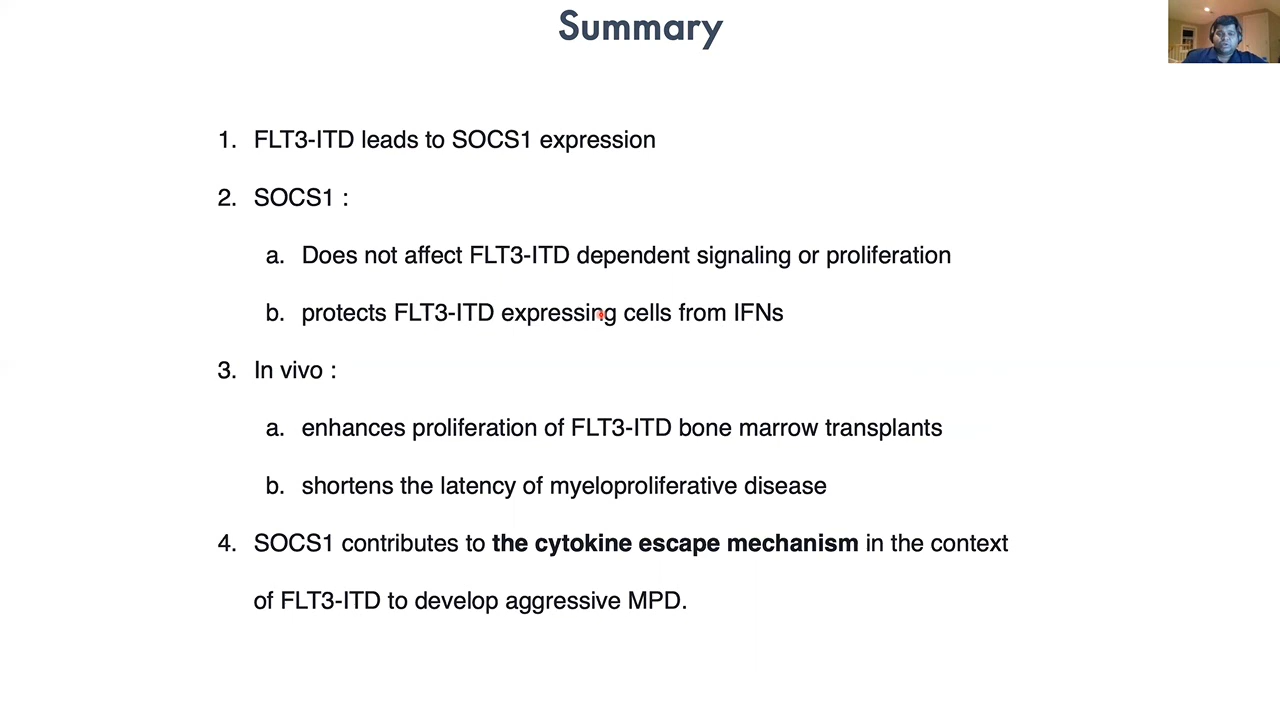 Summary
1. FLT3-ITD leads to SOCS1 expression
2. SOCS1 :
a. Does not affect FLT3-ITD dependent signaling or proliferation
b. protects FLT3-ITD expressing cells from IFNs
3. In vivo :
a. enhances proliferation of FLT3-ITD bone marrow transplants
b. shortens the latency of myeloproliferative disease
4. SOCS1 contributes to the cytokine escape mechanism in the context
of FLT3-ITD to develop aggressive MPD.